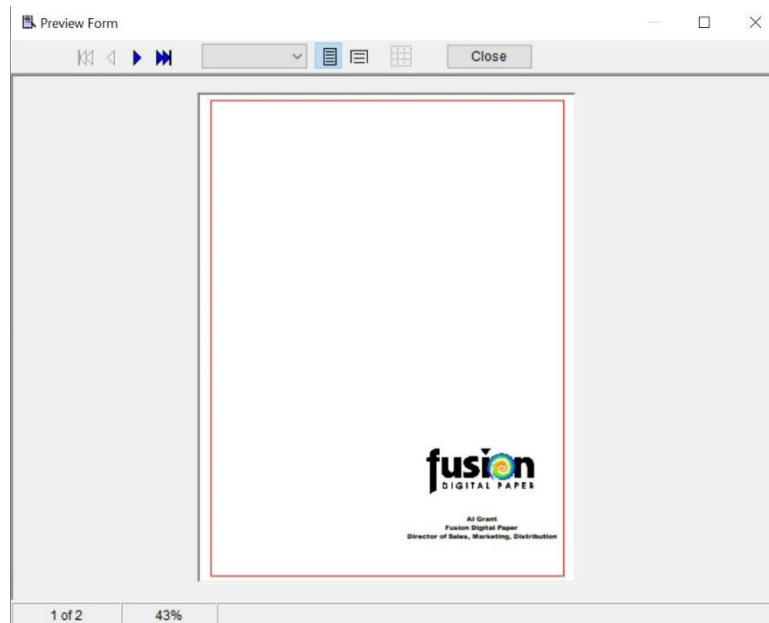 Preview Form
Close
fusion
DIGITAL PAPER
Al Grant
Fusion Digital Paper
Director of Sales, Marketing, Distribution
1 of 2
43%